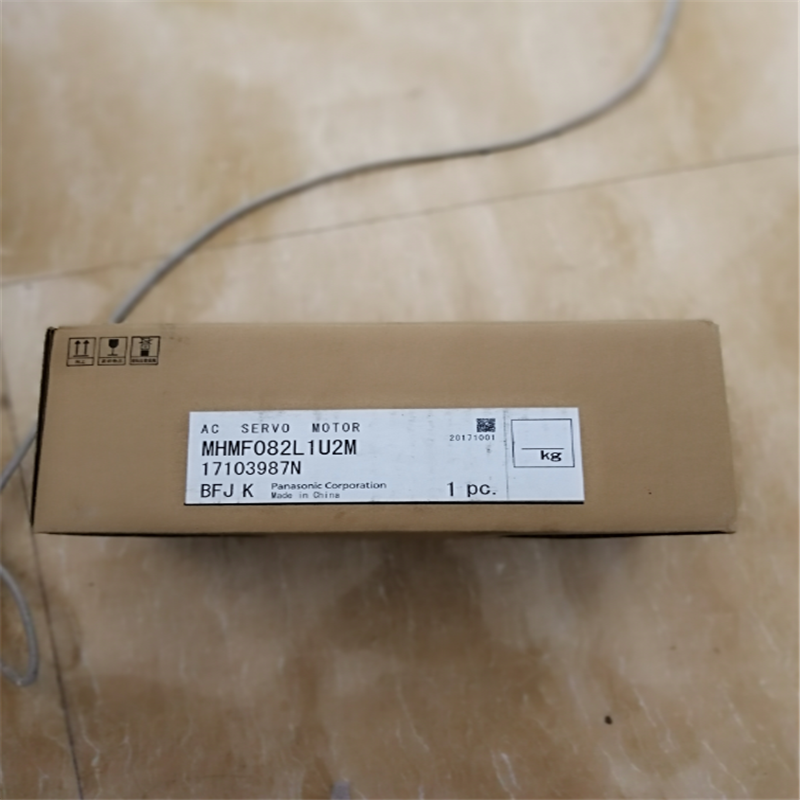 AC SERVO MOTOR
MHMF082L1U2M
17103987N
20171001
kg
BFJ K Panasonic Corporation
Made in China
1 pc.